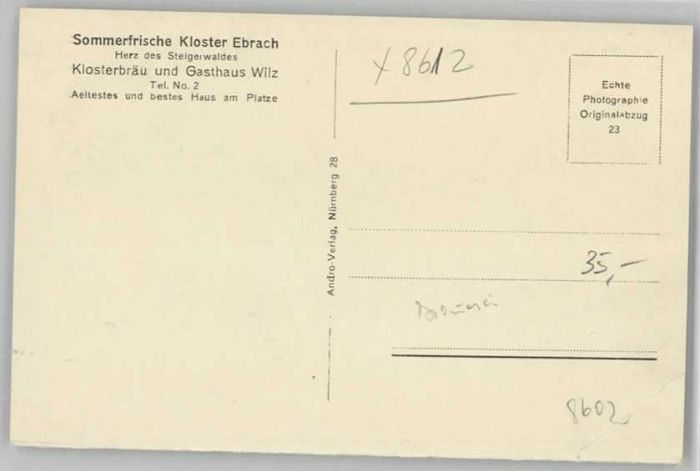 Sommerfrische Kloster Ebrach
Herz des Steigerwaldes
Klosterbräu und Gasthaus Wilz
Tel. No. 2
Aeltestes und bestes Haus am Platze
x 8612
Echte
Photographie
Originalabzug
23
Andro-Verlag, Nürnberg 28
35,-
Brauerei
8602